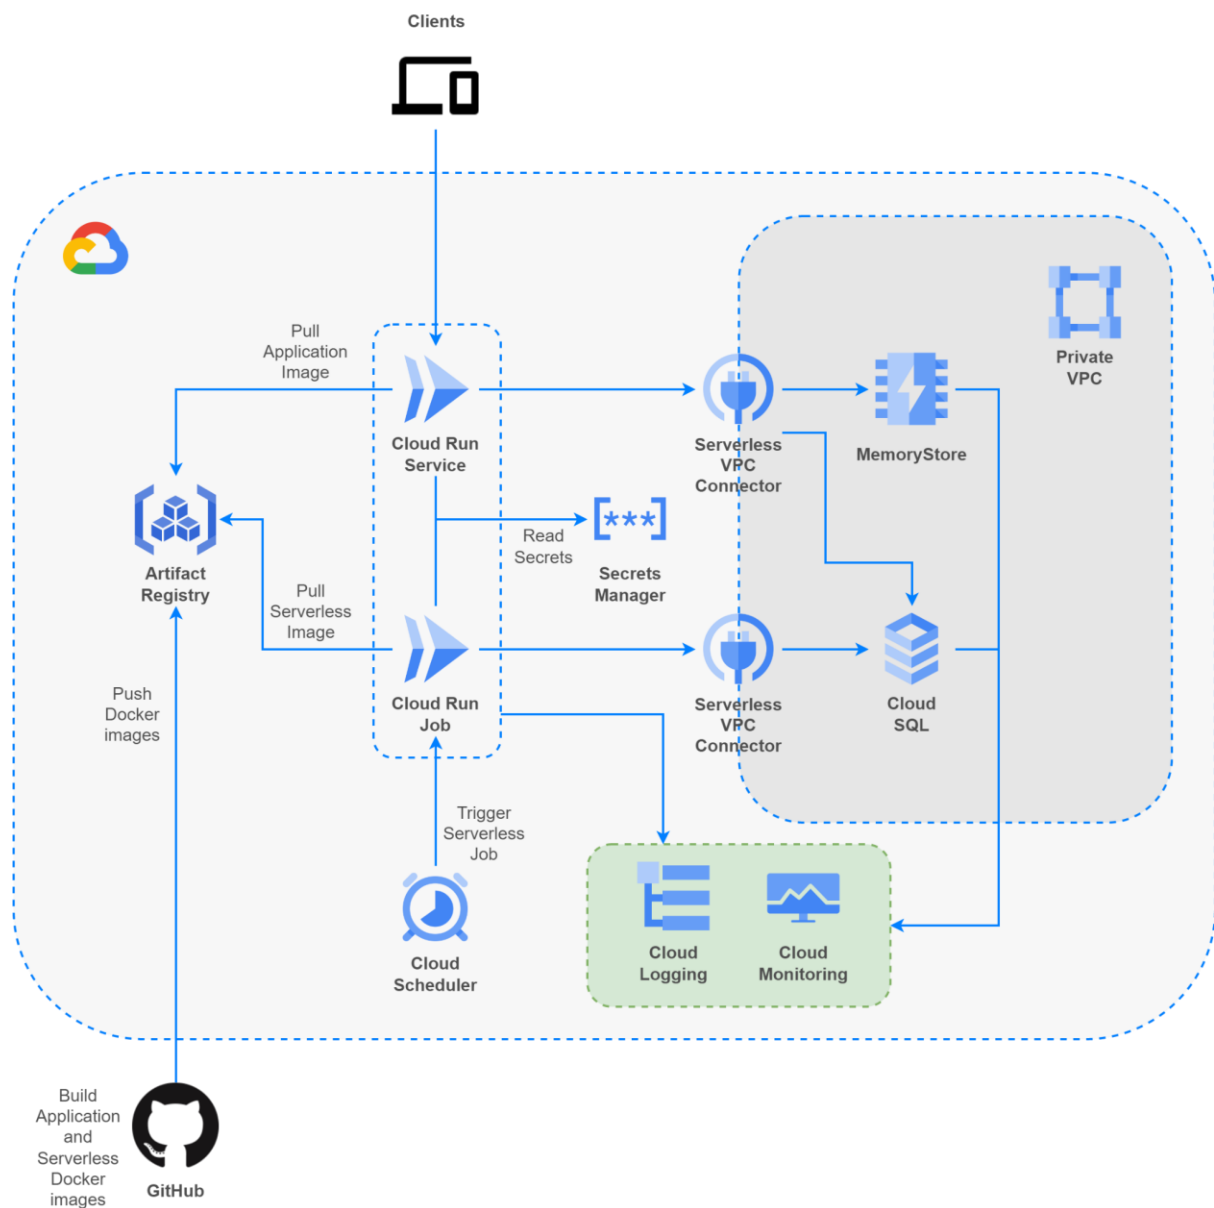 Clients
Pull
Application
Image
Private
VPC
Cloud Run
Service
Serverless
VPC
Connector
MemoryStore
Read
Secrets
***
Secrets
Manager
Artifact
Registry
Pull
Serverless
Image
Push
Docker
images
Cloud Run
Job
Serverless
VPC
Connector
Cloud
SQL
Trigger
Serverless
Job
Cloud
Scheduler
Cloud
Logging
Cloud
Monitoring
Build
Application
and
Serverless
Docker
images
GitHub